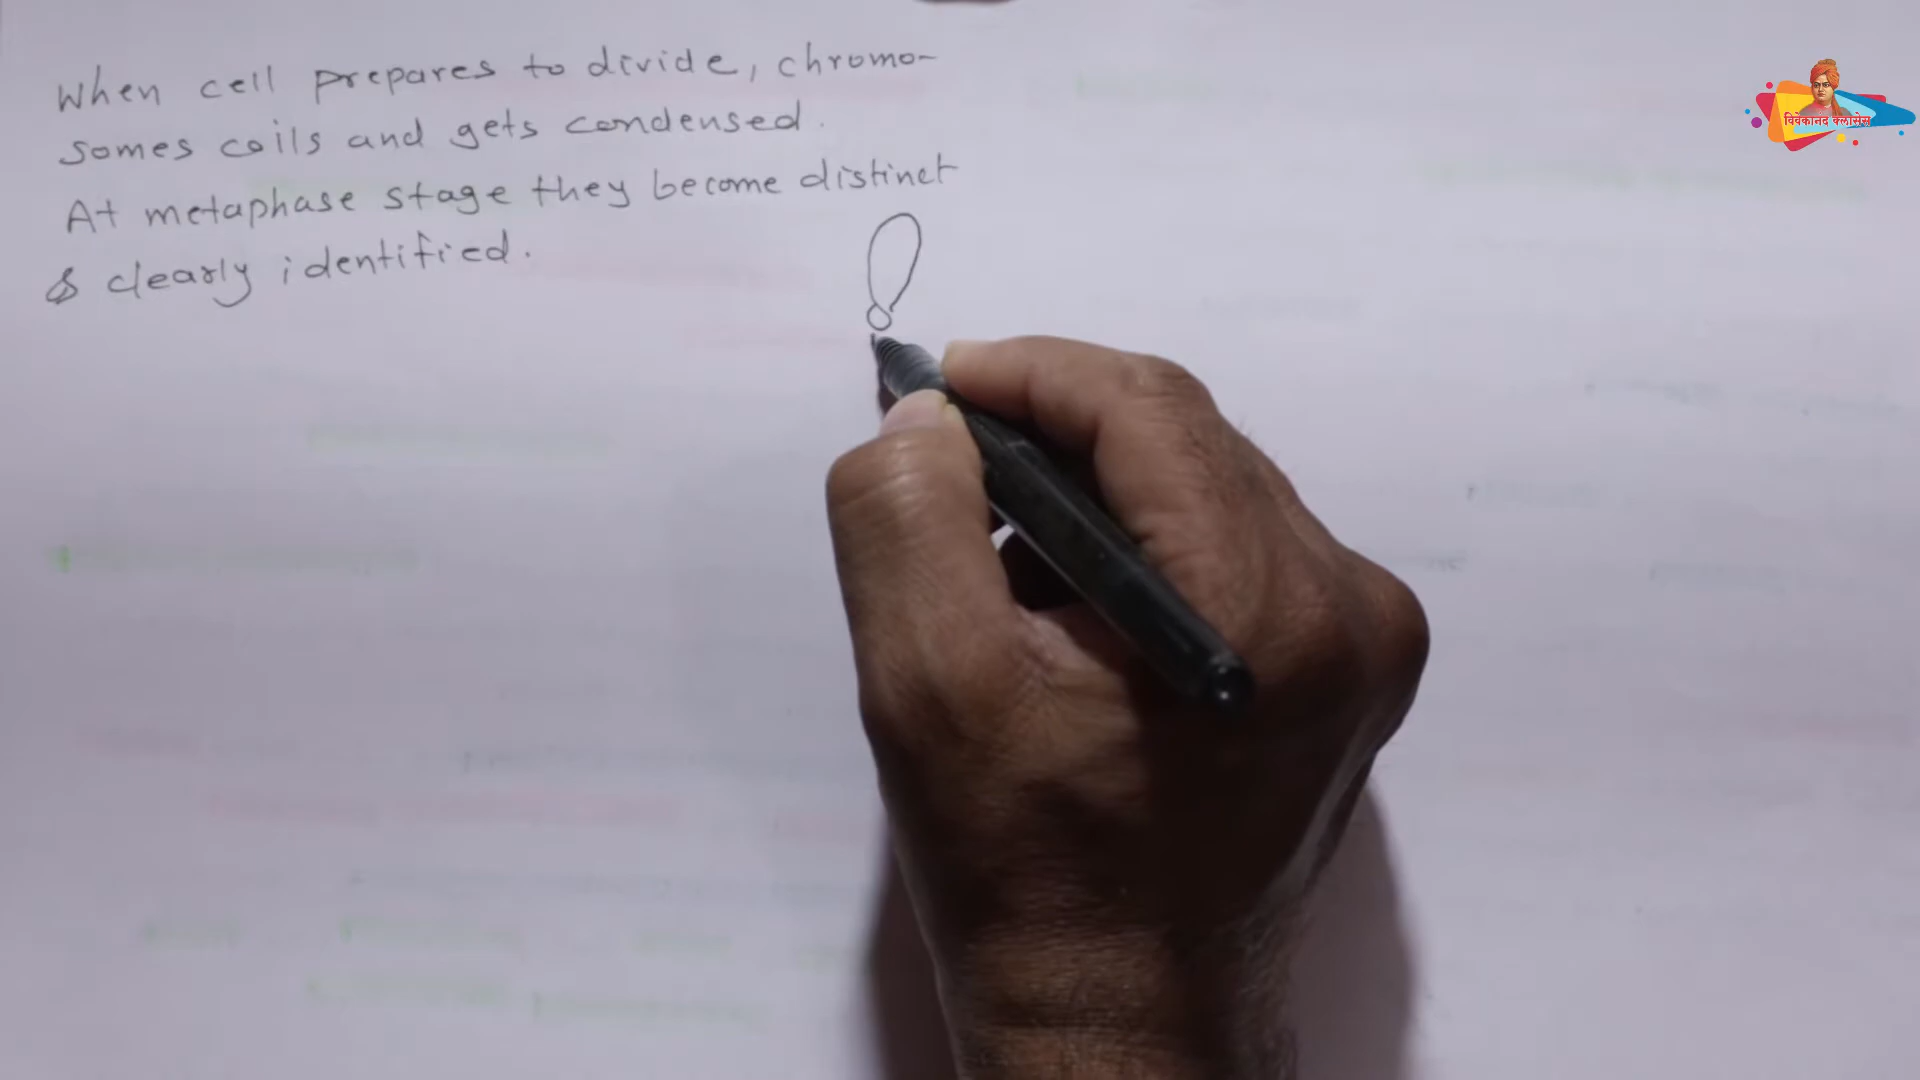 When cell prepares to divide, chromo-
somes coils and gets condensed.
At metaphase stage they become distinct
& clearly identified.
विवेकानंद क्लासेस